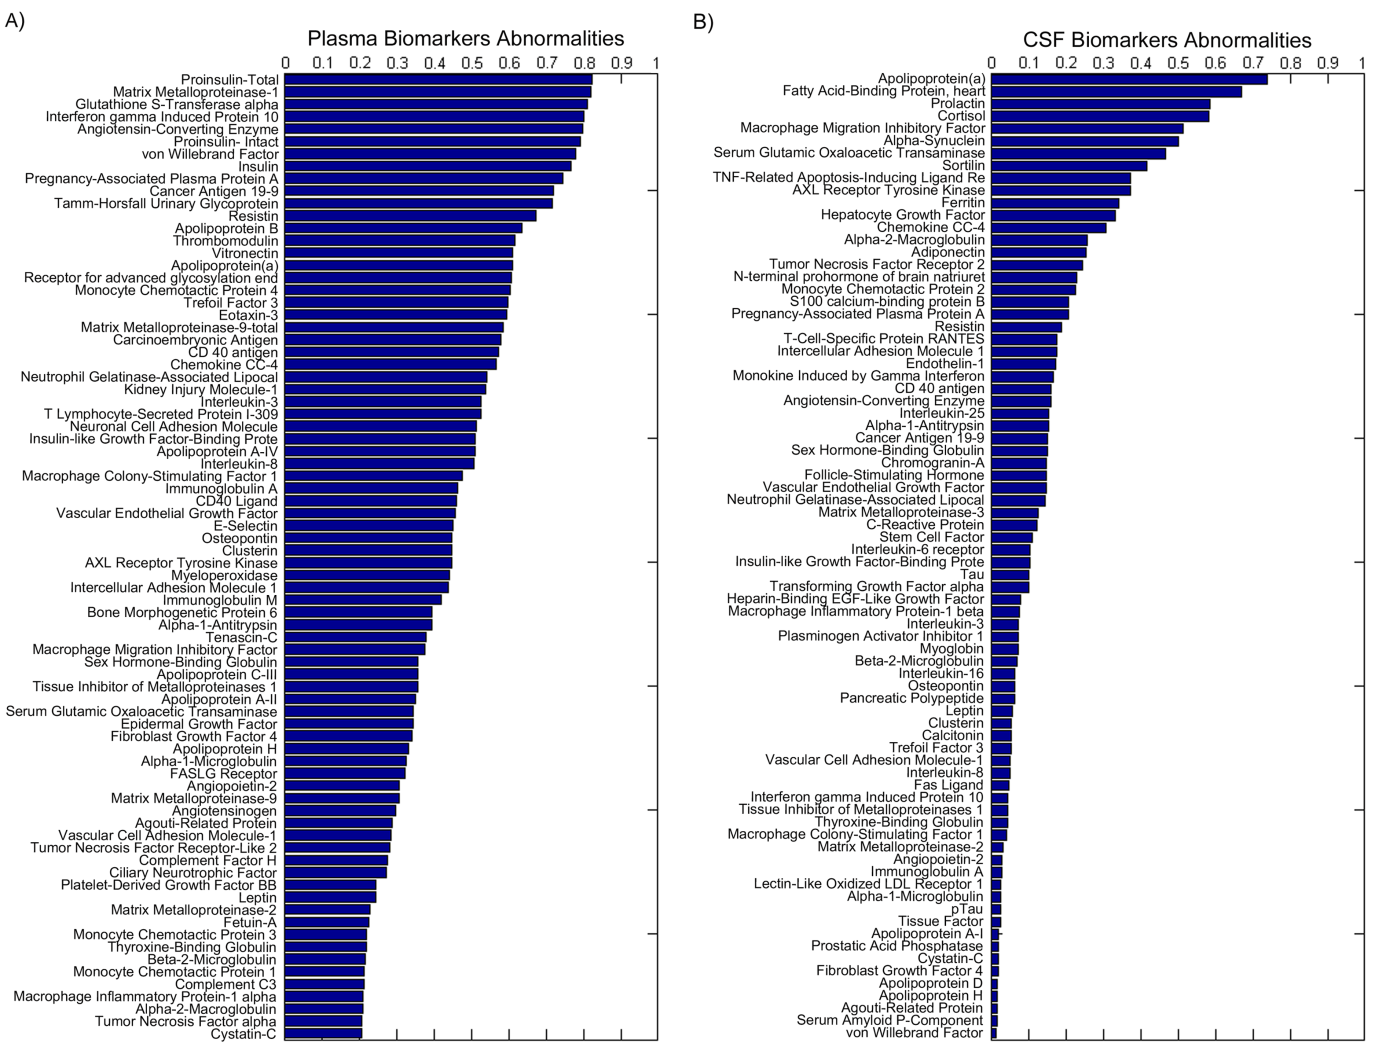 A)
Plasma Biomarkers Abnormalities
0 0.1 0.2 0.3 0.4 0.5 0.6 0.7 0.8 0.9 1
Proinsulin-Total
Matrix Metalloproteinase-1
Glutathione S-Transferase alpha
Interferon gamma Induced Protein 10
Angiotensin-Converting Enzyme
Proinsulin- Intact
von Willebrand Factor
Insulin
Pregnancy-Associated Plasma Protein A
Cancer Antigen 19-9
Tamm-Horsfall Urinary Glycoprotein
Resistin
Apolipoprotein B
Thrombomodulin
Vitronectin
Apolipoprotein(a)
Receptor for advanced glycosylation end
Monocyte Chemotactic Protein 4
Trefoil Factor 3
Eotaxin-3
Matrix Metalloproteinase-9-total
Carcinoembryonic Antigen
CD 40 antigen
Chemokine CC-4
Neutrophil Gelatinase-Associated Lipocal
Kidney Injury Molecule-1
Interleukin-3
T Lymphocyte-Secreted Protein I-309
Neuronal Cell Adhesion Molecule
Insulin-like Growth Factor-Binding Prote
Apolipoprotein A-IV
Interleukin-8
Macrophage Colony-Stimulating Factor 1
Immunoglobulin A
CD40 Ligand
Vascular Endothelial Growth Factor
E-Selectin
Osteopontin
Clusterin
AXL Receptor Tyrosine Kinase
Myeloperoxidase
Intercellular Adhesion Molecule 1
Immunoglobulin M
Bone Morphogenetic Protein 6
Alpha-1-Antitrypsin
Tenascin-C
Macrophage Migration Inhibitory Factor
Sex Hormone-Binding Globulin
Apolipoprotein C-III
Tissue Inhibitor of Metalloproteinases 1
Apolipoprotein A-II
Serum Glutamic Oxaloacetic Transaminase
Epidermal Growth Factor
Fibroblast Growth Factor 4
Apolipoprotein H
Alpha-1-Microglobulin
FASLG Receptor
Angiopoietin-2
Matrix Metalloproteinase-9
Angiotensinogen
Agouti-Related Protein
Vascular Cell Adhesion Molecule-1
Tumor Necrosis Factor Receptor-Like 2
Complement Factor H
Ciliary Neurotrophic Factor
Platelet-Derived Growth Factor BB
Leptin
Matrix Metalloproteinase-2
Fetuin-A
Monocyte Chemotactic Protein 3
Thyroxine-Binding Globulin
Beta-2-Microglobulin
Monocyte Chemotactic Protein 1
Complement C3
Macrophage Inflammatory Protein-1 alpha
Alpha-2-Macroglobulin
Tumor Necrosis Factor alpha
Cystatin-C
B)
CSF Biomarkers Abnormalities
0 0.1 0.2 0.3 0.4 0.5 0.6 0.7 0.8 0.9 1
Apolipoprotein(a)
Fatty Acid-Binding Protein, heart
Prolactin
Cortisol
Macrophage Migration Inhibitory Factor
Alpha-Synuclein
Serum Glutamic Oxaloacetic Transaminase
Sortilin
TNF-Related Apoptosis-Inducing Ligand Re
AXL Receptor Tyrosine Kinase
Ferritin
Hepatocyte Growth Factor
Chemokine CC-4
Alpha-2-Macroglobulin
Adiponectin
Tumor Necrosis Factor Receptor 2
N-terminal prohormone of brain natriuret
Monocyte Chemotactic Protein 2
S100 calcium-binding protein B
Pregnancy-Associated Plasma Protein A
Resistin
T-Cell-Specific Protein RANTES
Intercellular Adhesion Molecule 1
Endothelin-1
Monokine Induced by Gamma Interferon
CD 40 antigen
Angiotensin-Converting Enzyme
Interleukin-25
Alpha-1-Antitrypsin
Cancer Antigen 19-9
Sex Hormone-Binding Globulin
Chromogranin-A
Follicle-Stimulating Hormone
Vascular Endothelial Growth Factor
Neutrophil Gelatinase-Associated Lipocal
Matrix Metalloproteinase-3
C-Reactive Protein
Stem Cell Factor
Interleukin-6 receptor
Insulin-like Growth Factor-Binding Prote
Tau
Transforming Growth Factor alpha
Heparin-Binding EGF-Like Growth Factor
Macrophage Inflammatory Protein-1 beta
Interleukin-3
Plasminogen Activator Inhibitor 1
Myoglobin
Beta-2-Microglobulin
Interleukin-16
Osteopontin
Pancreatic Polypeptide
Leptin
Clusterin
Calcitonin
Trefoil Factor 3
Vascular Cell Adhesion Molecule-1
Interleukin-8
Fas Ligand
Interferon gamma Induced Protein 10
Tissue Inhibitor of Metalloproteinases 1
Thyroxine-Binding Globulin
Macrophage Colony-Stimulating Factor 1
Matrix Metalloproteinase-2
Angiopoietin-2
Immunoglobulin A
Lectin-Like Oxidized LDL Receptor 1
Alpha-1-Microglobulin
pTau
Tissue Factor
Apolipoprotein A-I
Prostatic Acid Phosphatase
Cystatin-C
Fibroblast Growth Factor 4
Apolipoprotein D
Apolipoprotein H
Agouti-Related Protein
Serum Amyloid P-Component
von Willebrand Factor